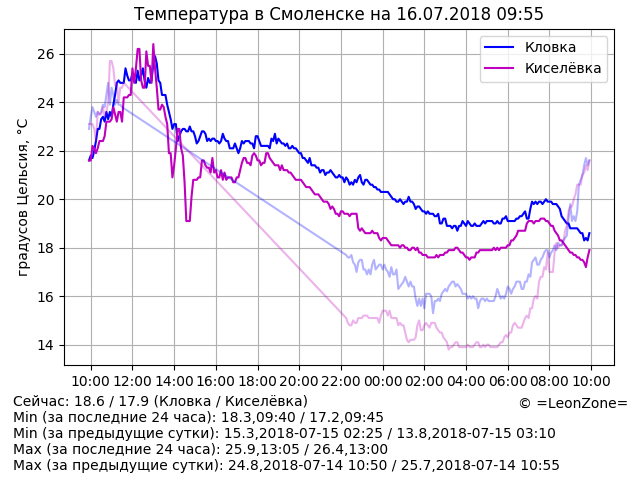 Температура в Смоленске на 16.07.2018 09:55
Кловка
Киселёвка
градусов Цельсия, °C
26
24
22
20
18
16
14
10:00 12:00 14:00 16:00 18:00 20:00 22:00 00:00 02:00 04:00 06:00 08:00 10:00
Сейчас: 18.6 / 17.9 (Кловка / Киселёвка)
© =LeonZone=
Min (за последние 24 часа): 18.3,09:40 / 17.2,09:45
Min (за предыдущие сутки): 15.3,2018-07-15 02:25 / 13.8,2018-07-15 03:10
Max (за последние 24 часа): 25.9,13:05 / 26.4,13:00
Max (за предыдущие сутки): 24.8,2018-07-14 10:50 / 25.7,2018-07-14 10:55